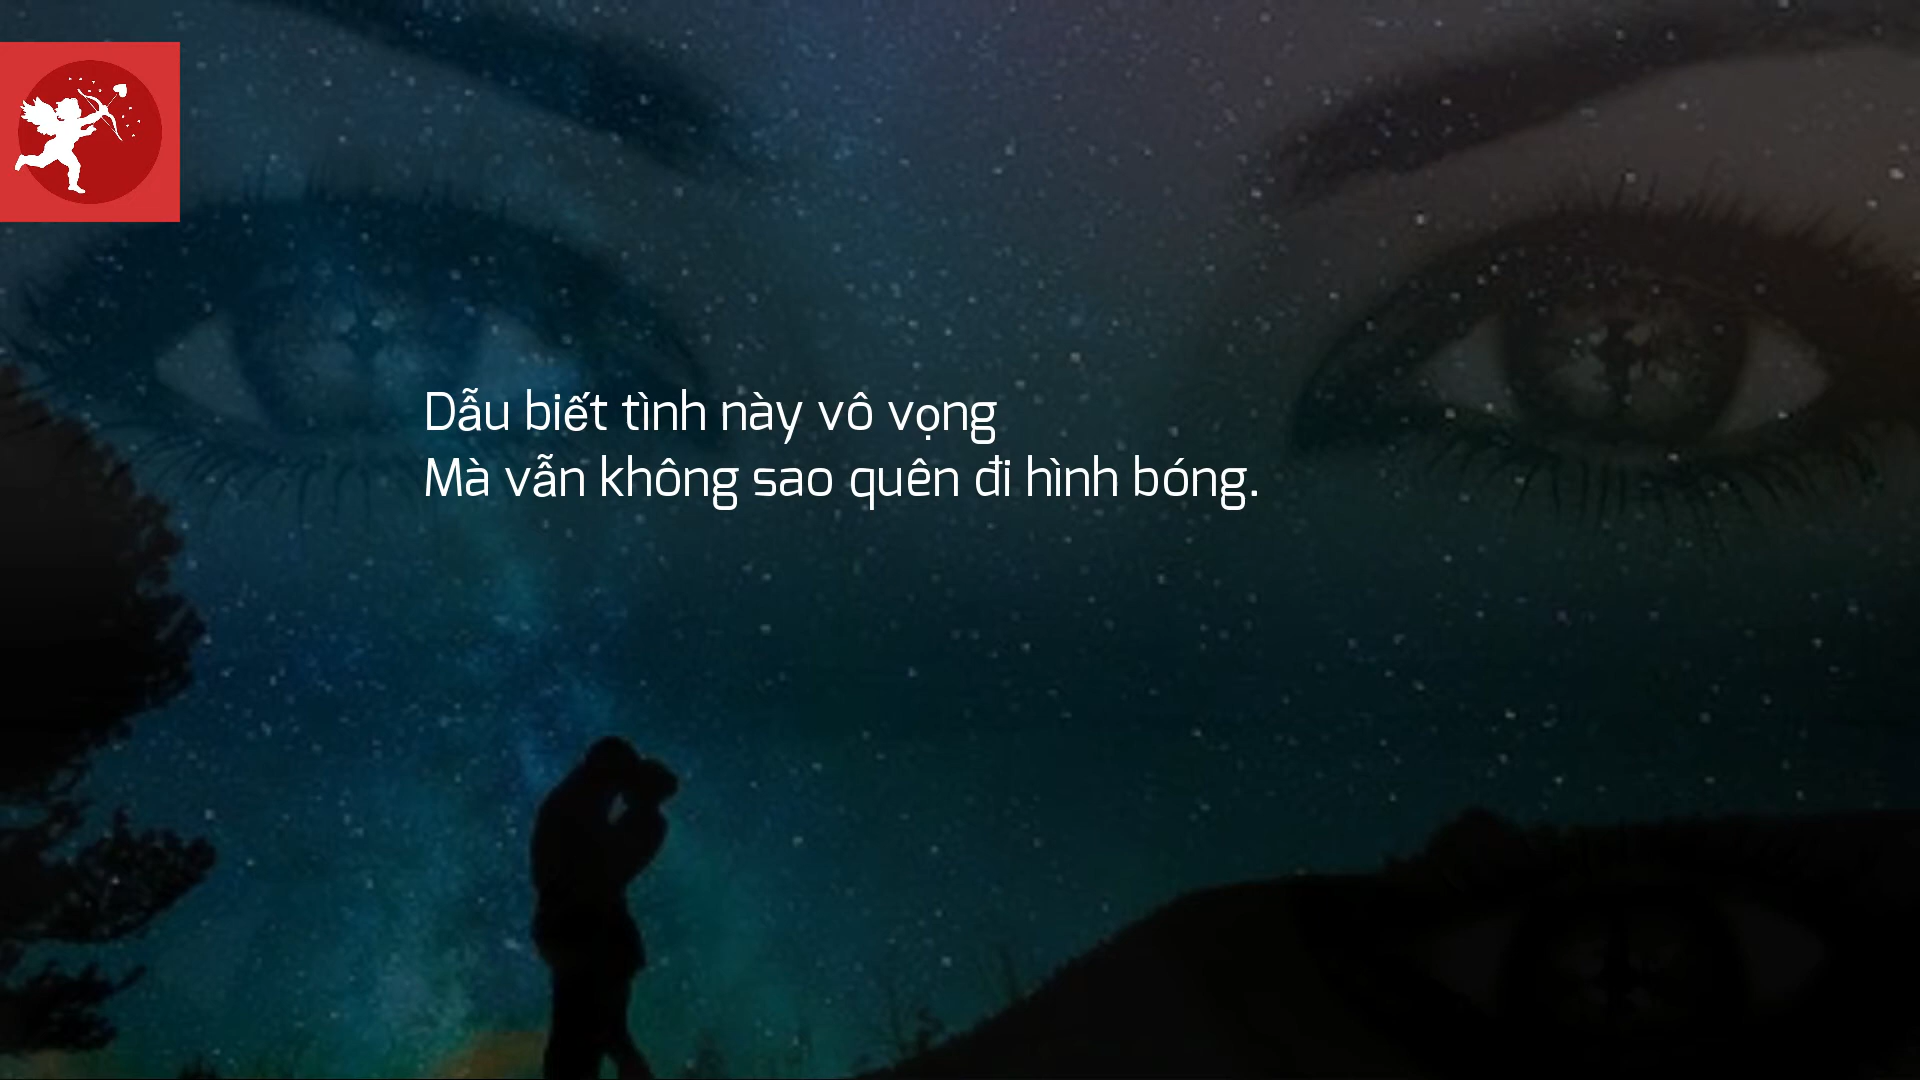 Dẫu biết tình này vô vọng
Mà vẫn không sao quên đi hình bóng.